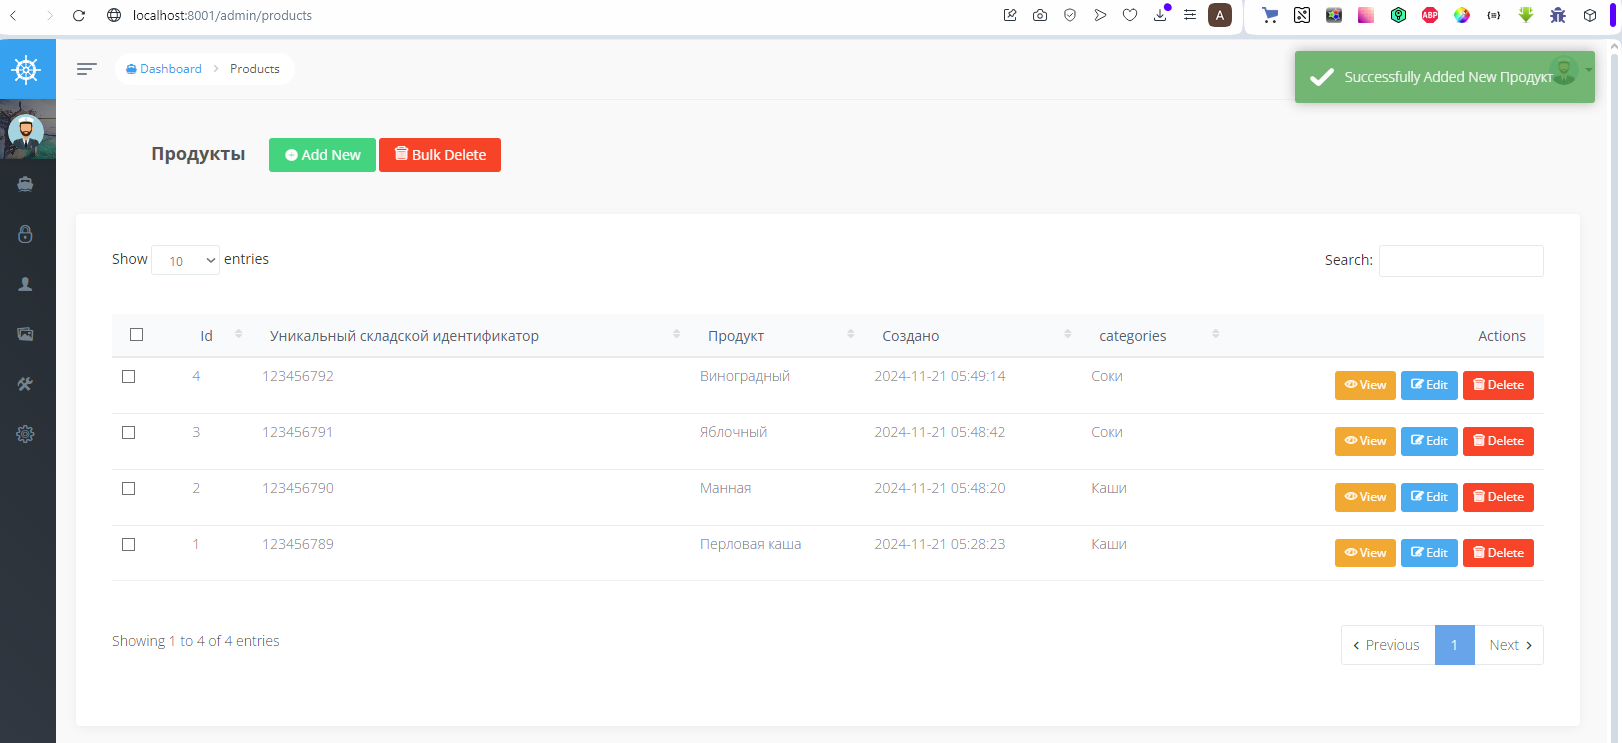 localhost:8001/admin/products
A
ABP
Dashboard > Products
Successfully Added New Продукт
Продукты
Add New
Bulk Delete
Show 10 entries
Search:
Id Уникальный складской идентификатор Продукт Создано categories Actions
4 123456792 Виноградный 2024-11-21 05:49:14 Соки View Edit Delete
3 123456791 Яблочный 2024-11-21 05:48:42 Соки View Edit Delete
2 123456790 Манная 2024-11-21 05:48:20 Каши View Edit Delete
1 123456789 Перловая каша 2024-11-21 05:28:23 Каши View Edit Delete
Showing 1 to 4 of 4 entries
Previous 1 Next